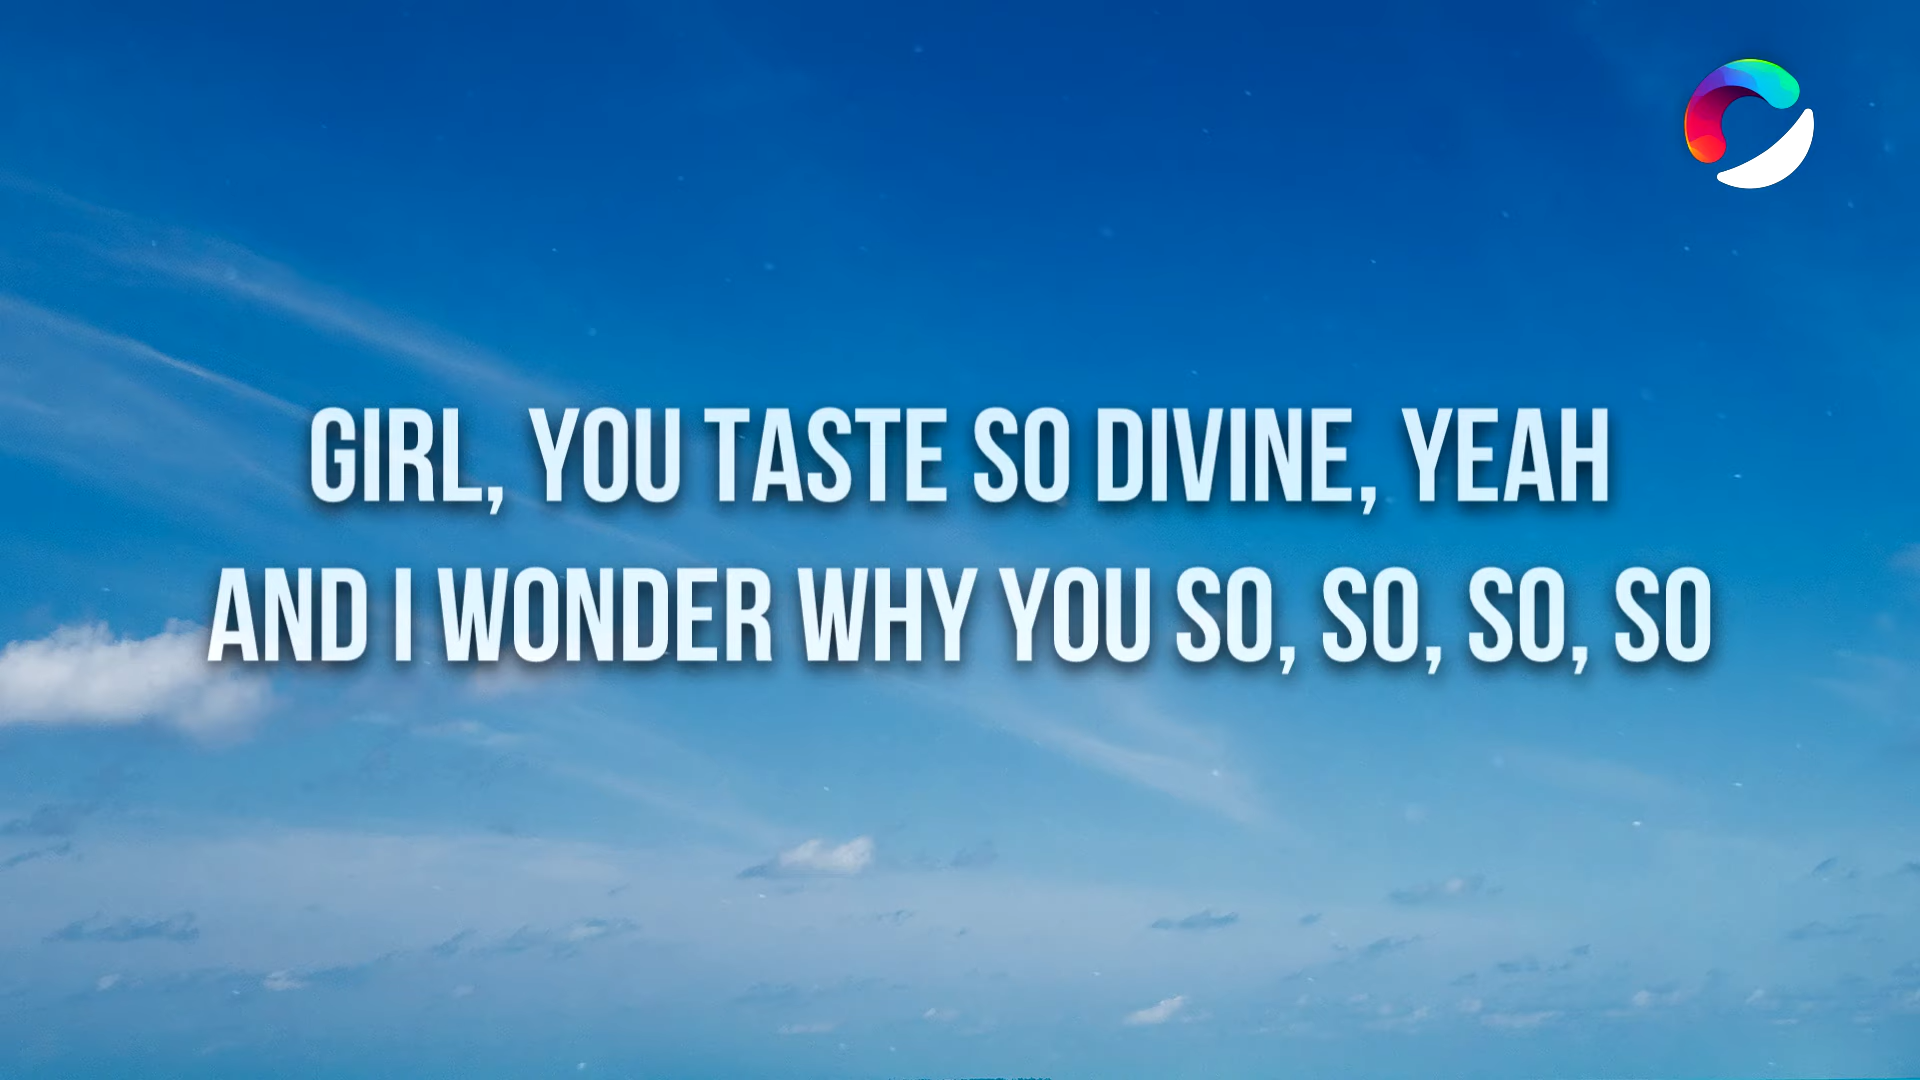 GIRL, YOU TASTE SO DIVINE, YEAH
AND I WONDER WHY YOU SO, SO, SO, SO